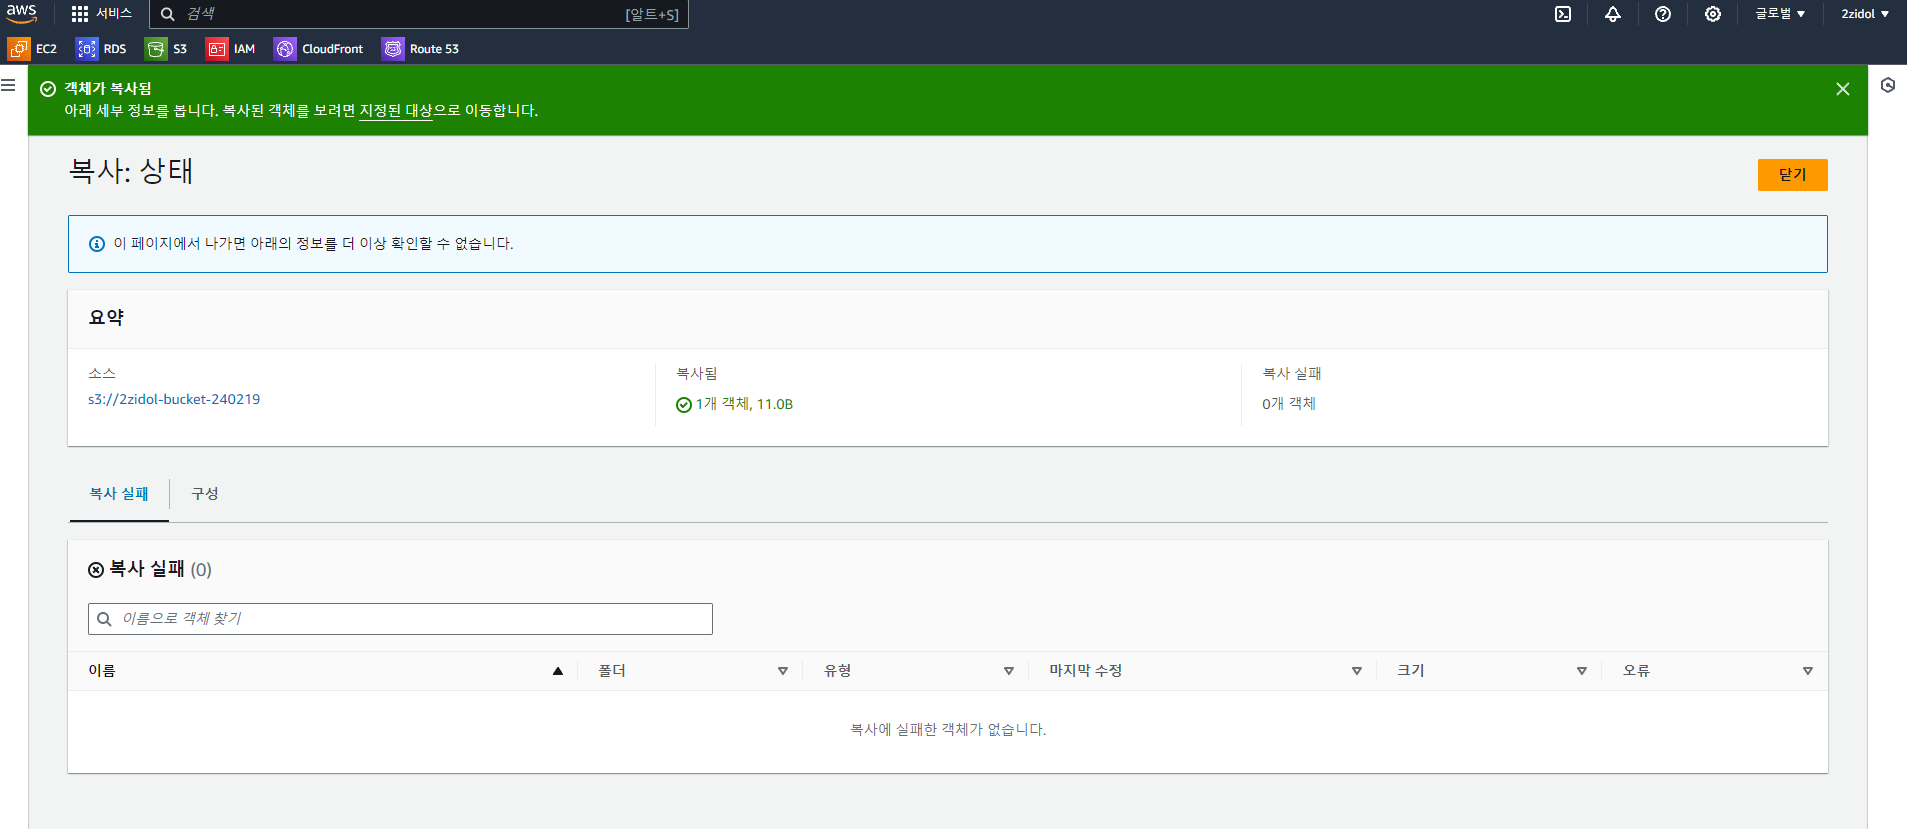 aws
서비스
검색
[알트+S]
글로벌
2zidol
EC2
RDS
S3
IAM
CloudFront
Route 53
객체가 복사됨
아래 세부 정보를 봅니다. 복사된 객체를 보려면 지정된 대상으로 이동합니다.
복사: 상태
닫기
이 페이지에서 나가면 아래의 정보를 더 이상 확인할 수 없습니다.
요약
소스
s3://2zidol-bucket-240219
복사됨
1개 객체, 11.0B
복사 실패
0개 객체
복사 실패
구성
복사 실패 (0)
이름으로 객체 찾기
이름
폴더
유형
마지막 수정
크기
오류
복사에 실패한 객체가 없습니다.